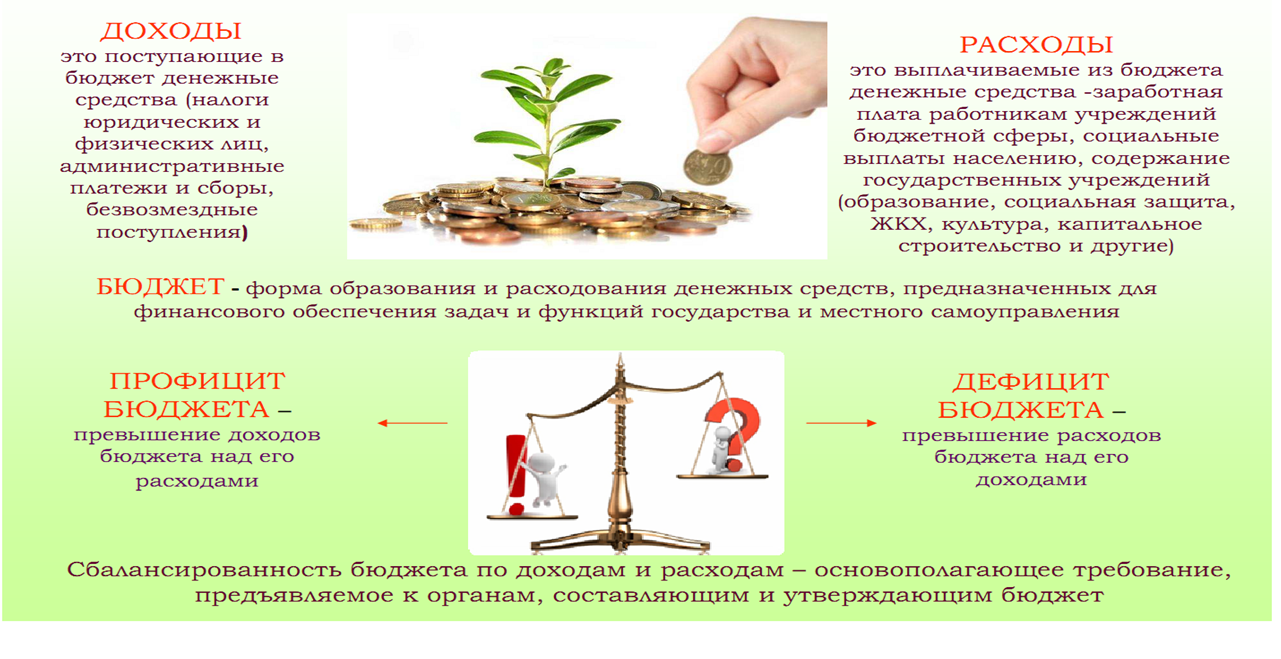 ДОХОДЫ
это поступающие в
бюджет денежные
средства (налоги
юридических и
физических лиц,
административные
платежи и сборы,
безвозмездные
поступления)
РАСХОДЫ
это выплачиваемые из бюджета
денежные средства -заработная
плата работникам учреждений
бюджетной сферы, социальные
выплаты населению, содержание
государственных учреждений
(образование, социальная защита,
ЖКХ, культура, капитальное
строительство и другие)
БЮДЖЕТ - форма образования и расходования денежных средств, предназначенных для
финансового обеспечения задач и функций государства и местного самоуправления
ПРОФИЦИТ
БЮДЖЕТА –
превышение доходов
бюджета над его
расходами
ДЕФИЦИТ
БЮДЖЕТА –
превышение расходов
бюджета над его
доходами
Сбалансированность бюджета по доходам и расходам – основополагающее требование,
предъявляемое к органам, составляющим и утверждающим бюджет